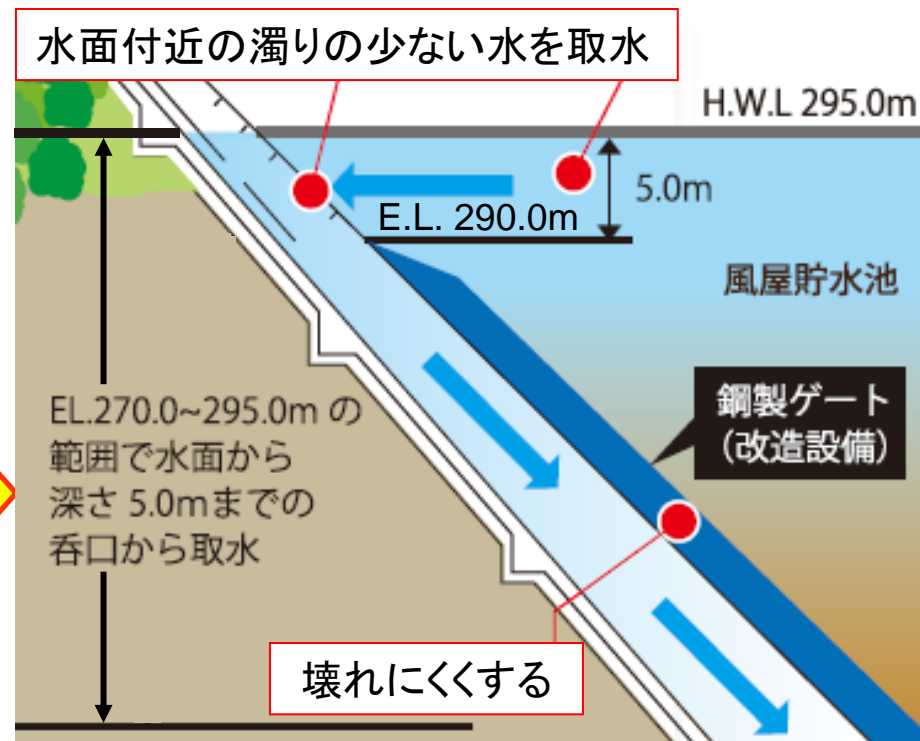 水面付近の濁りの少ない水を取水
H.W.L 295.0m
5.0m
E.L. 290.0m
風屋貯水池
鋼製ゲート
(改造設備)
EL.270.0~295.0m の
範囲で水面から
深さ 5.0mまでの
呑口から取水
壊れにくくする